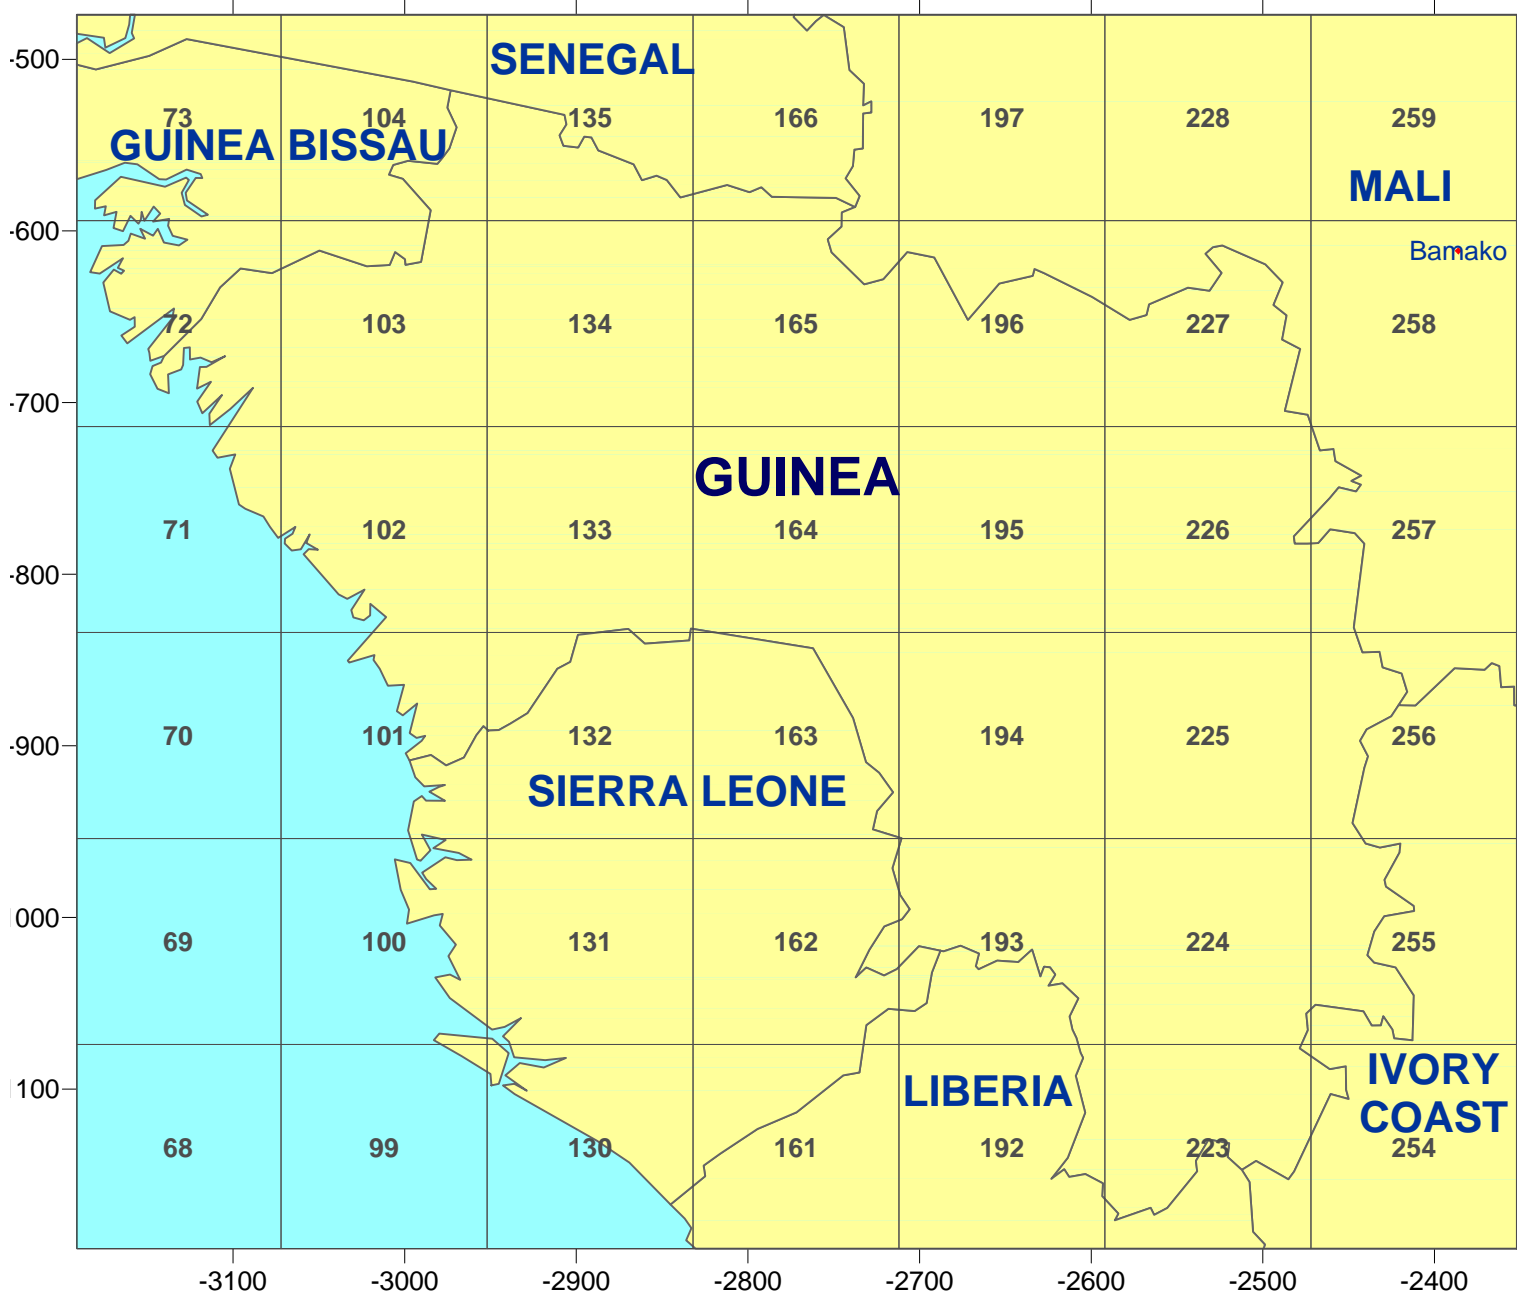 -500
SENEGAL
73 104 135 166 197 228 259
GUINEA BISSAU
MALI
-600
Bamako
72 103 134 165 196 227 258
-700
GUINEA
71 102 133 164 195 226 257
-800
70 101 132 163 194 225 256
-900
SIERRA LEONE
000
69 100 131 162 193 224 255
IVORY
COAST
100
LIBERIA
68 99 130 161 192 223 254
-3100 -3000 -2900 -2800 -2700 -2600 -2500 -2400